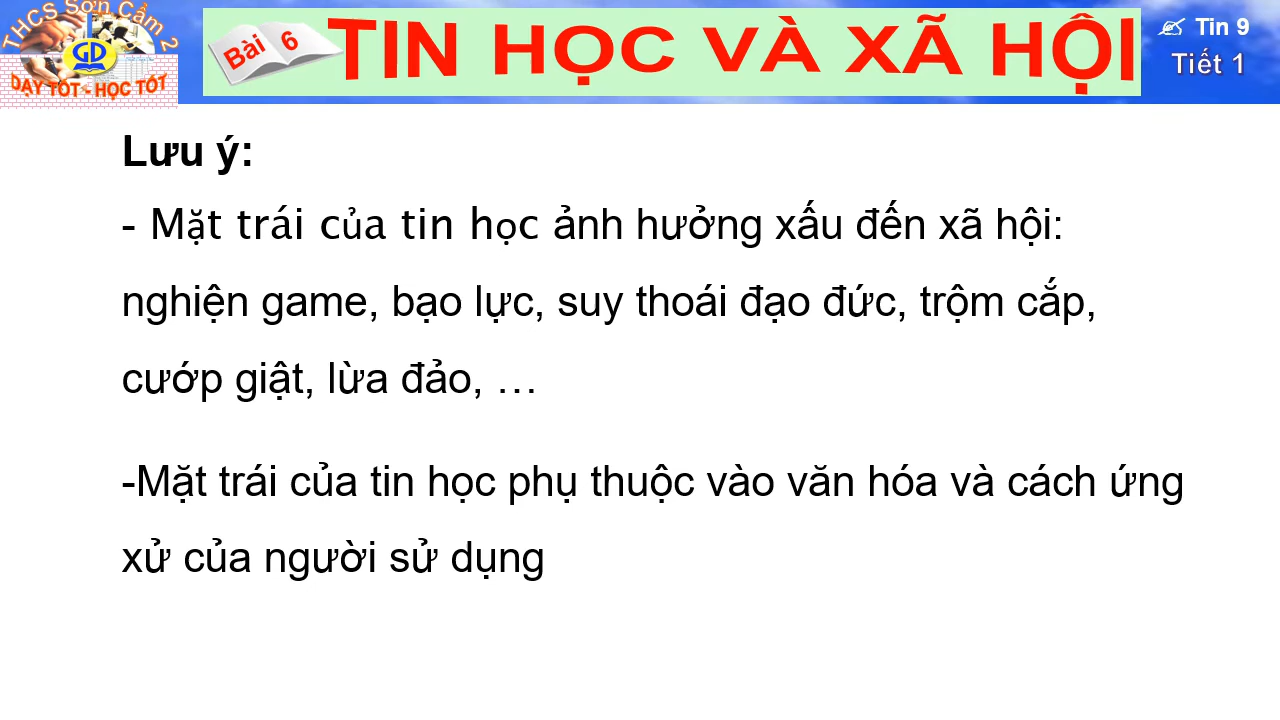 THCS Sơn Cẩm 2
GD
DẠY TỐT - HỌC TỐT
Bài 6
TIN HỌC VÀ XÃ HỘI
Tin 9
Tiết 1
Lưu ý:
- Mặt trái của tin học ảnh hưởng xấu đến xã hội:
nghiện game, bạo lực, suy thoái đạo đức, trộm cắp,
cướp giật, lừa đảo, …
-Mặt trái của tin học phụ thuộc vào văn hóa và cách ứng
xử của người sử dụng